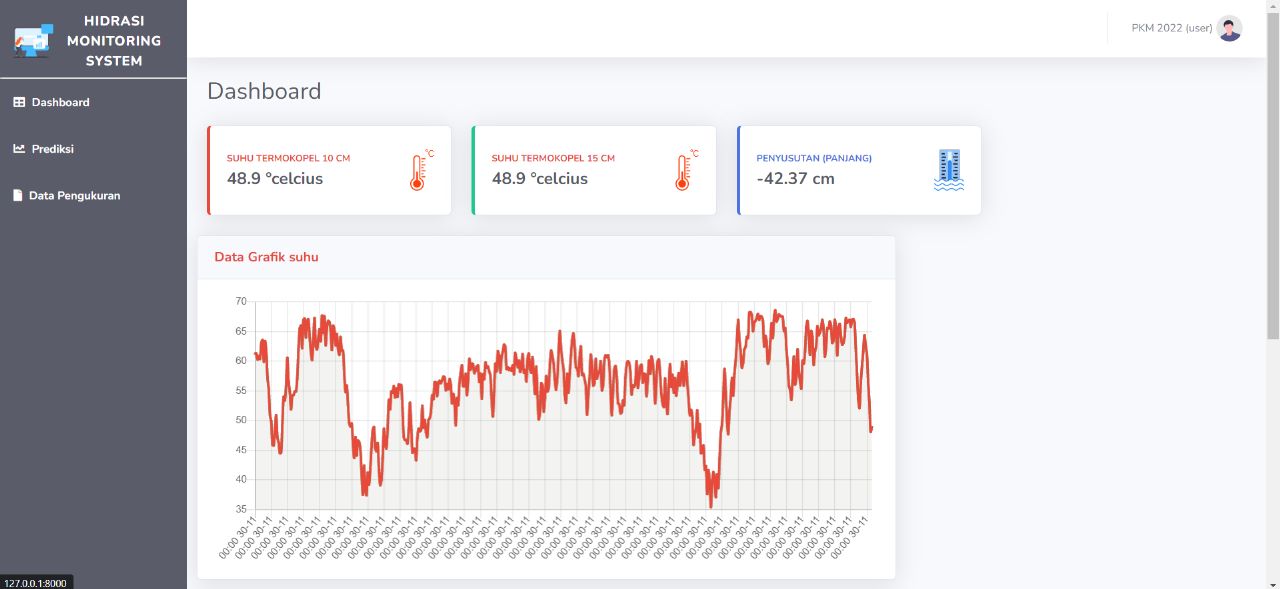 HIDRASI
MONITORING
SYSTEM
PKM 2022 (user)
Dashboard
Prediksi
Data Pengukuran
Dashboard
SUHU TERMOKOPEL 10 CM
48.9 °celcius
°C
SUHU TERMOKOPEL 15 CM
48.9 °celcius
°C
PENYUSUTAN (PANJANG)
-42.37 cm
Data Grafik suhu
70
65
60
55
50
45
40
35
00:00 30-11 00:00 30-11 00:00 30-11 00:00 30-11 00:00 30-11 00:00 30-11 00:00 30-11 00:00 30-11 00:00 30-11 00:00 30-11 00:00 30-11 00:00 30-11 00:00 30-11 00:00 30-11 00:00 30-11 00:00 30-11 00:00 30-11 00:00 30-11 00:00 30-11 00:00 30-11 00:00 30-11 00:00 30-11 00:00 30-11 00:00 30-11 00:00 30-11 00:00 30-11 00:00 30-11 00:00 30-11 00:00 30-11 00:00 30-11 00:00 30-11 00:00 30-11 00:00 30-11 00:00 30-11 00:00 30-11 00:00 30-11 00:00 30-11 00:00 30-11 00:00 30-11
127.0.0.1:8000